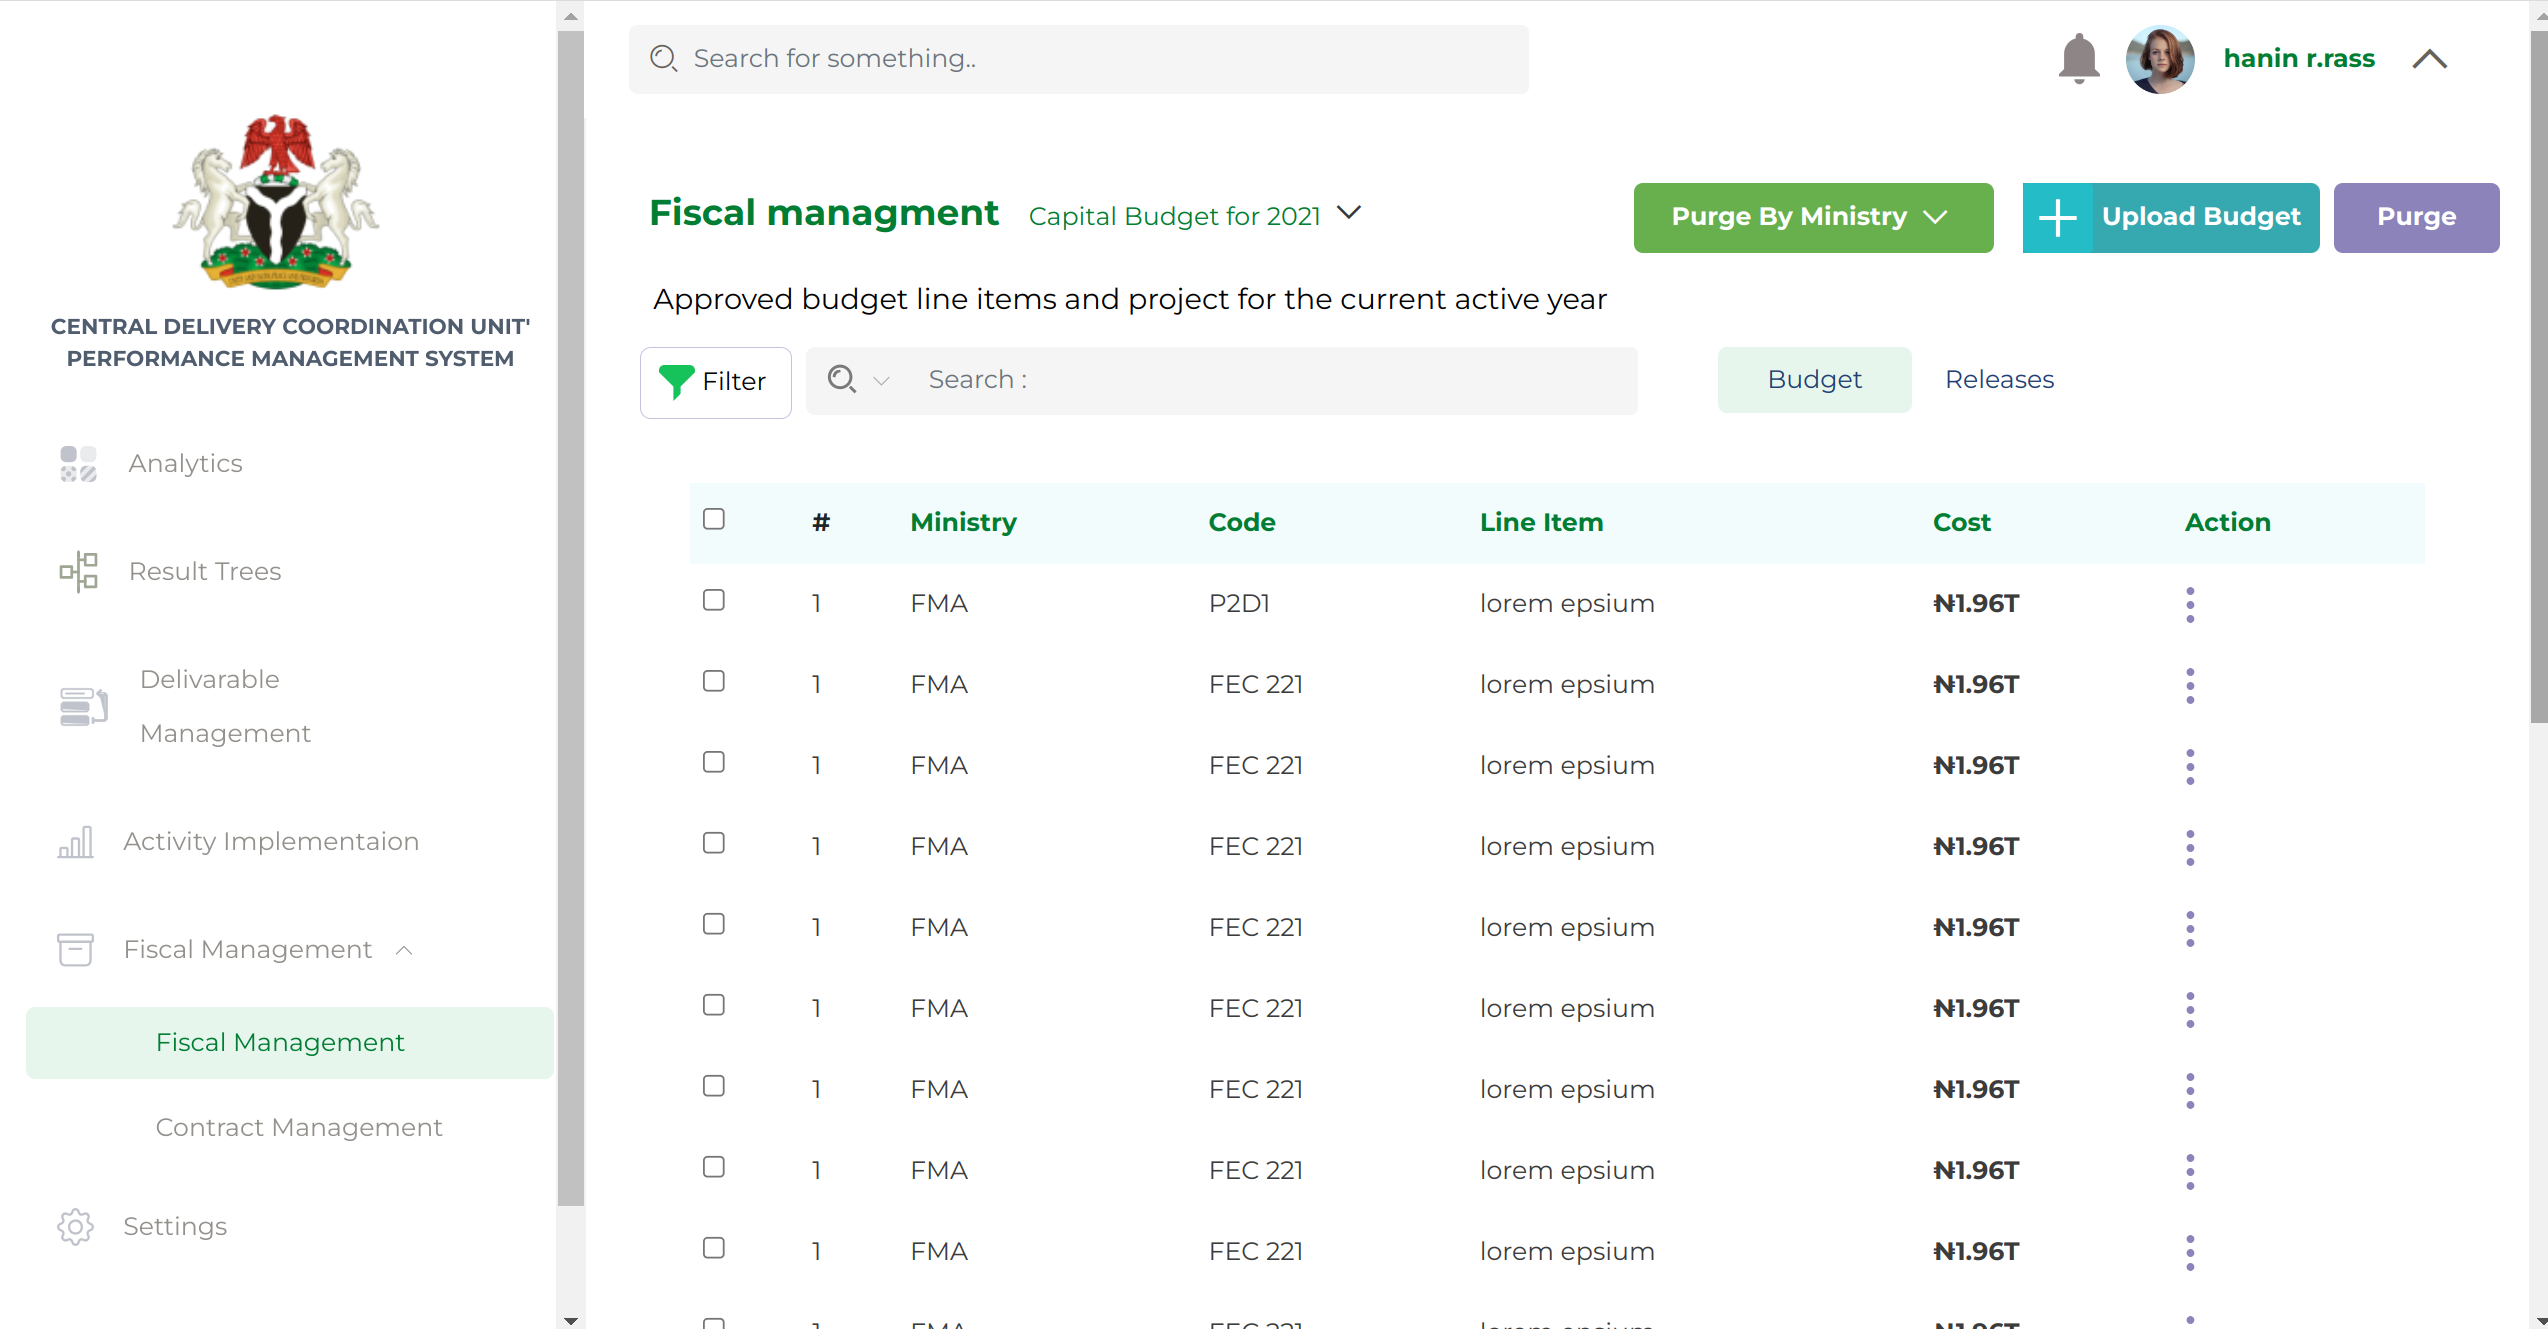 Search for something..
hanin r.rass
CENTRAL DELIVERY COORDINATION UNIT'
PERFORMANCE MANAGEMENT SYSTEM
Analytics
Result Trees
Delivarable
Management
Activity Implementaion
Fiscal Management
Fiscal Management
Contract Management
Settings
Fiscal managment Capital Budget for 2021
Purge By Ministry
Upload Budget
Purge
Approved budget line items and project for the current active year
Filter
Search :
Budget Releases
# Ministry Code Line Item Cost Action
1 FMA P2D1 lorem epsium ₦1.96T
1 FMA FEC 221 lorem epsium ₦1.96T
1 FMA FEC 221 lorem epsium ₦1.96T
1 FMA FEC 221 lorem epsium ₦1.96T
1 FMA FEC 221 lorem epsium ₦1.96T
1 FMA FEC 221 lorem epsium ₦1.96T
1 FMA FEC 221 lorem epsium ₦1.96T
1 FMA FEC 221 lorem epsium ₦1.96T
1 FMA FEC 221 lorem epsium ₦1.96T